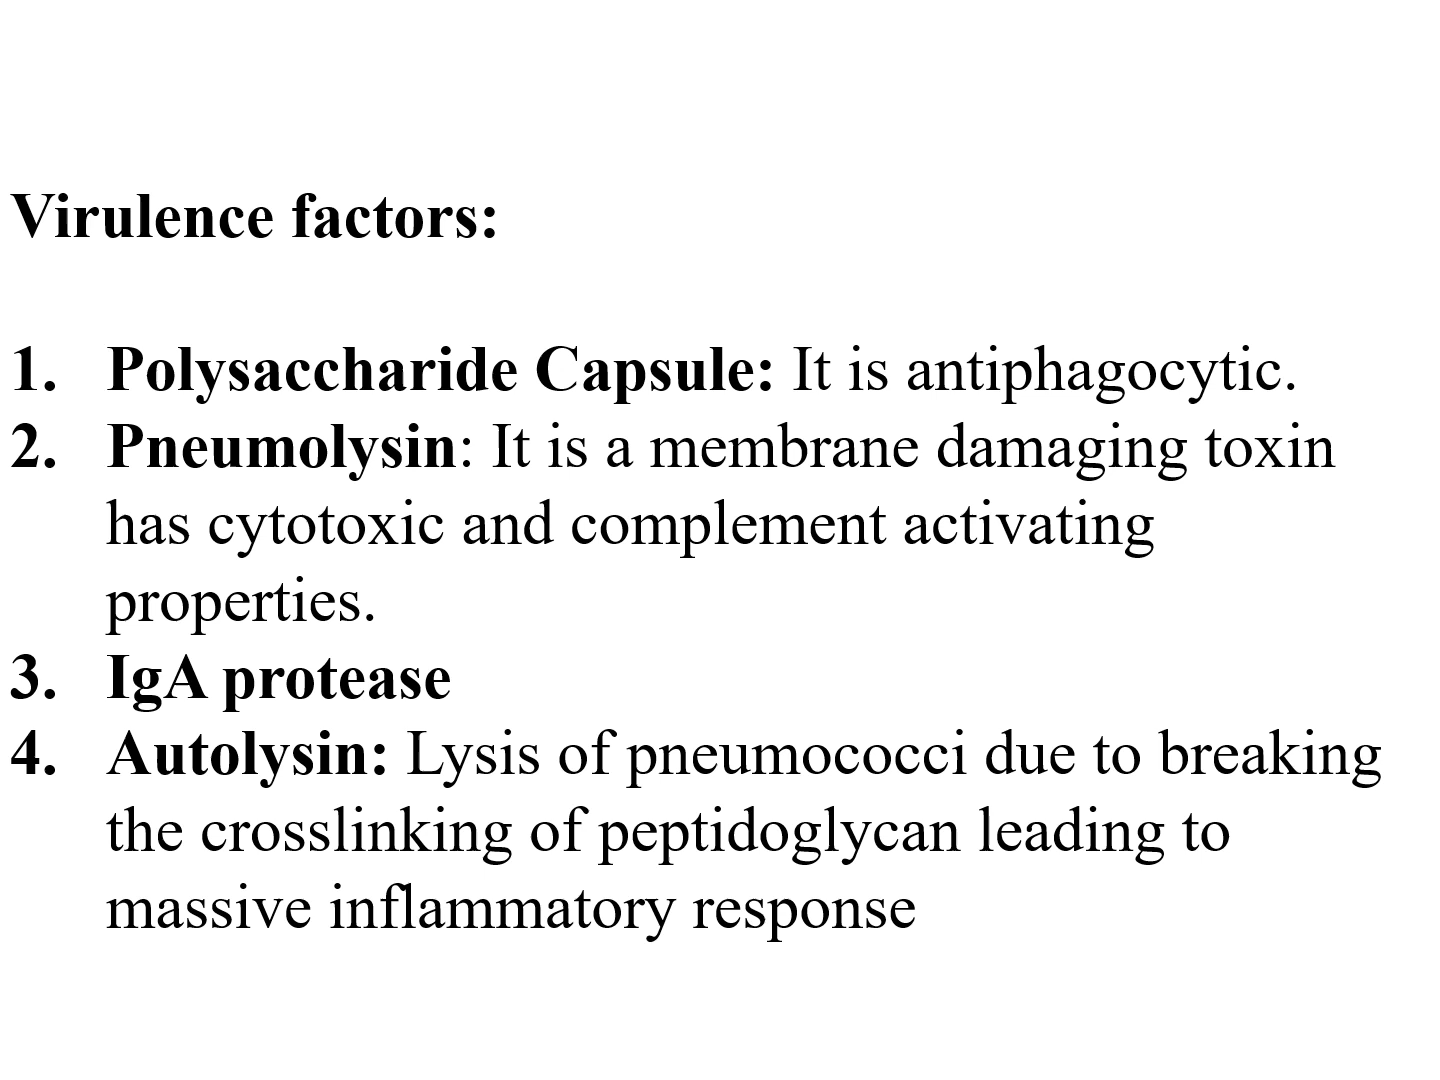 Virulence factors:
1. Polysaccharide Capsule: It is antiphagocytic.
2. Pneumolysin: It is a membrane damaging toxin
has cytotoxic and complement activating
properties.
3. IgA protease
4. Autolysin: Lysis of pneumococci due to breaking
the crosslinking of peptidoglycan leading to
massive inflammatory response